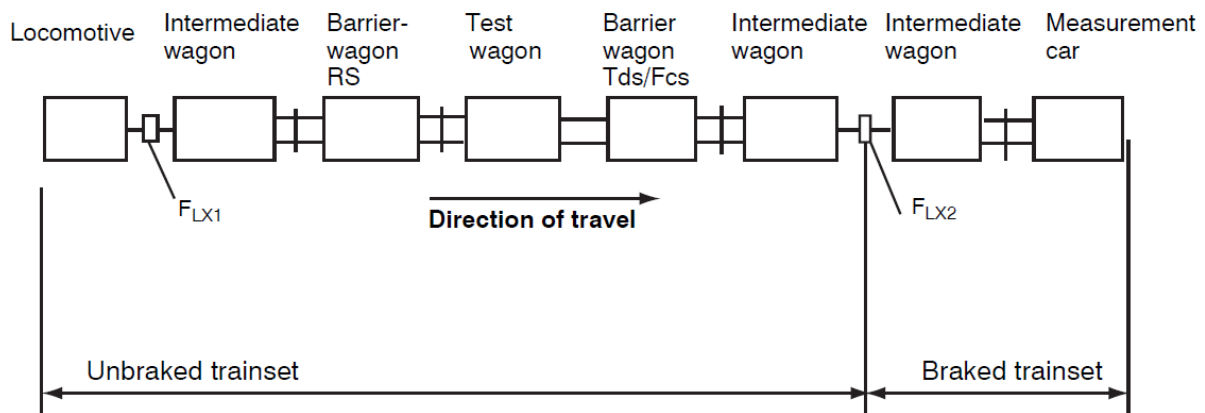 Locomotive
Intermediate
wagon
Barrier-
wagon
RS
Test
wagon
Barrier
wagon
Tds/Fcs
Intermediate
wagon
Intermediate
wagon
Measurement
car
FLX1
Direction of travel
FLX2
Unbraked trainset
Braked trainset